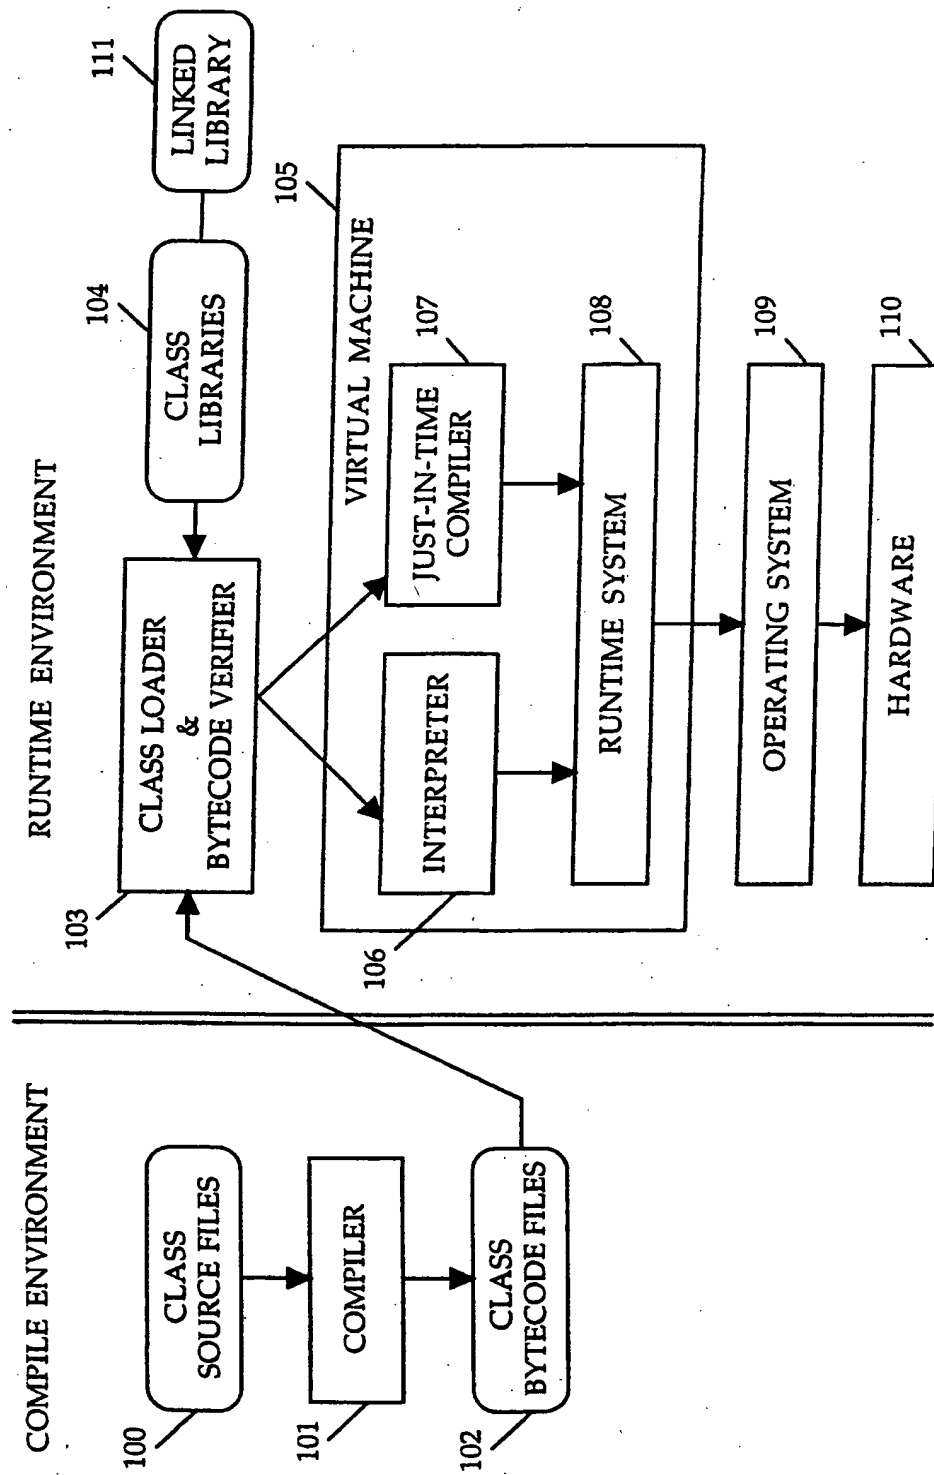 COMPILE ENVIRONMENT
100
CLASS
SOURCE FILES
101
COMPILER
102
CLASS
BYTECODE FILES
RUNTIME ENVIRONMENT
103
CLASS LOADER
&
BYTECODE VERIFIER
104
CLASS
LIBRARIES
111
LINKED
LIBRARY
105
VIRTUAL MACHINE
106
INTERPRETER
107
JUST-IN-TIME
COMPILER
108
RUNTIME SYSTEM
109
OPERATING SYSTEM
110
HARDWARE